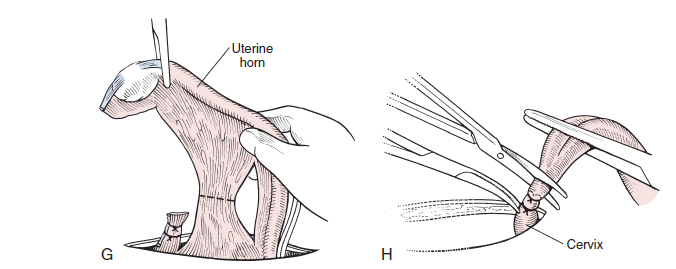 Uterine
horn
G
H
Cervix